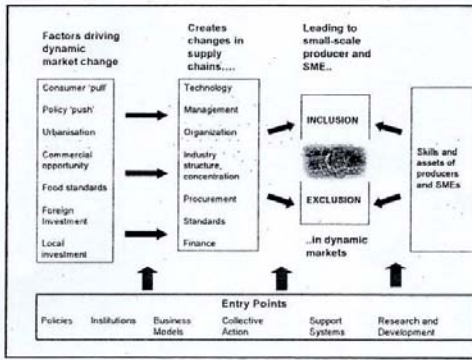 Factors driving
dynamic
market change
Consumer 'pull'
Policy 'push'
Urbanisation
Commercial
opportunity
Food standards
Foreign
Investment
Local
investment
Creates
changes in
supply
chains....
Technology
Management
Organization
Industry
structure,
concentration
Procurement
Standards
Finance
Leading to
small-scale
producer and
SME..
INCLUSION
EXCLUSION
..in dynamic
markets
Skills and
assets of
producers
and SMEs
Entry Points
Policies Institutions Business Models Collective Action Support Systems Research and Development